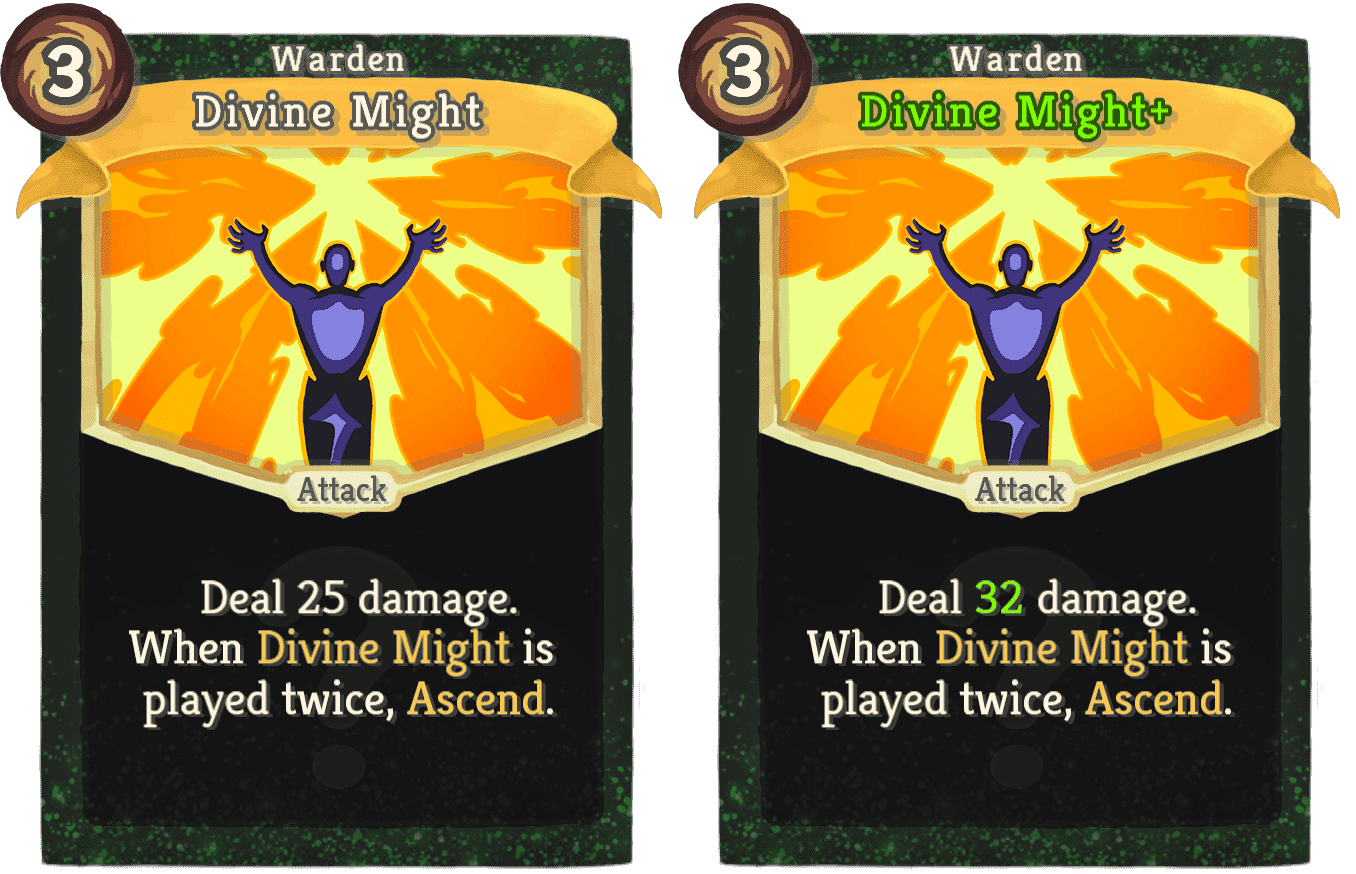 3
Warden
Divine Might
Attack
Deal 25 damage.
When Divine Might is
played twice, Ascend.
3
Warden
Divine Might+
Attack
Deal 32 damage.
When Divine Might is
played twice, Ascend.